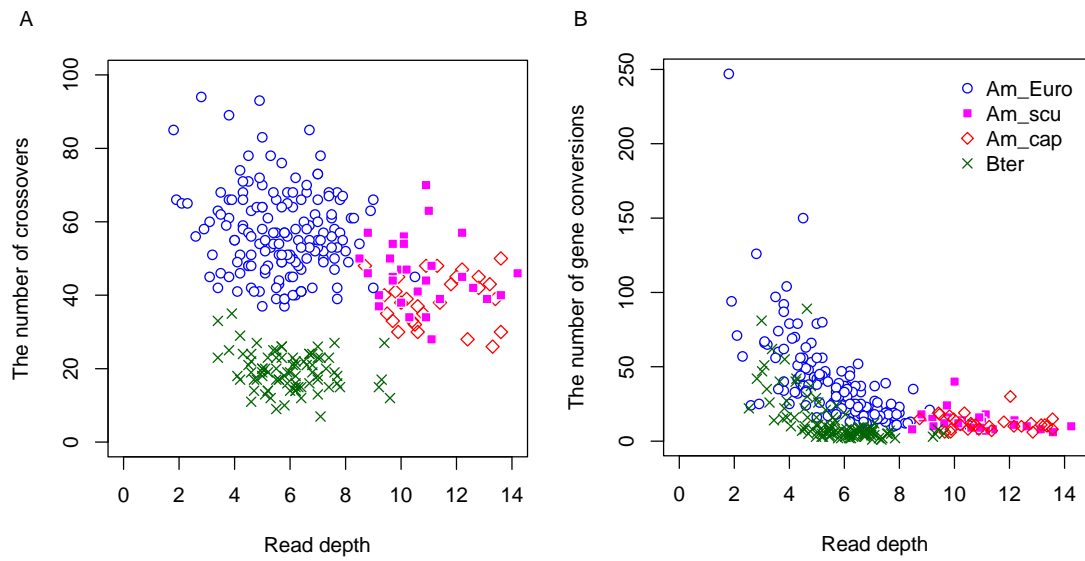 A
The number of crossovers
100
80
60
40
20
0
0 2 4 6 8 10 12 14
Read depth
B
The number of gene conversions
250
200
150
100
50
0
Am_Euro
Am_scu
Am_cap
Bter
0 2 4 6 8 10 12 14
Read depth